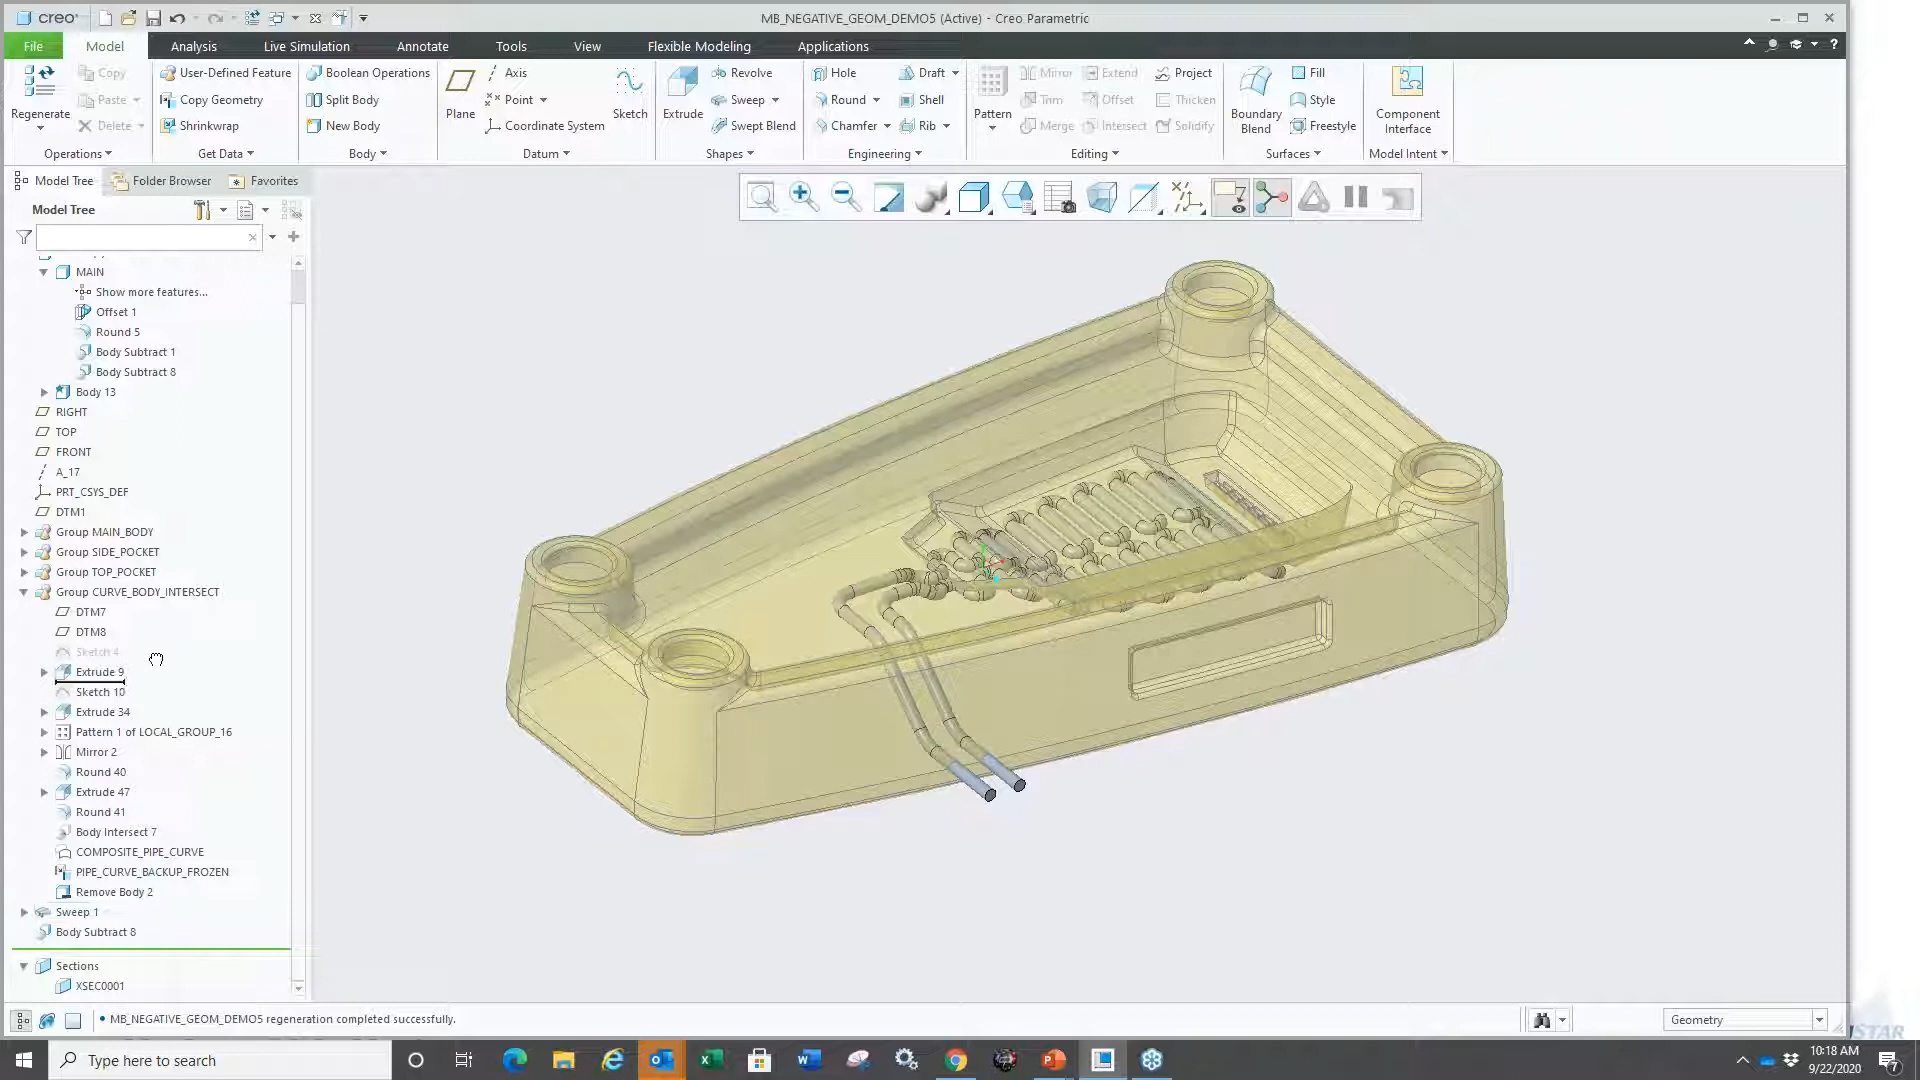 creo MB_NEGATIVE_GEOM_DEMO5 (Active) - Creo Parametric
File Model Analysis Live Simulation Annotate Tools View Flexible Modeling Applications
Regenerate Copy Paste Delete
Operations
User-Defined Feature
Copy Geometry
Shrinkwrap
Get Data
Boolean Operations
Split Body
New Body
Body
Plane Axis Point Coordinate System Sketch
Datum
Extrude Revolve Sweep Swept Blend
Shapes
Hole Draft
Round Shell
Chamfer Rib
Engineering
Pattern Mirror Extend Project
Trim Offset Thicken
Merge Intersect Solidify
Editing
Boundary Blend Fill Style Freestyle
Surfaces
Component Interface
Model Intent
Model Tree Folder Browser Favorites
Model Tree
MAIN
Show more features...
Offset 1
Round 5
Body Subtract 1
Body Subtract 8
Body 13
RIGHT
TOP
FRONT
A_17
PRT_CSYS_DEF
DTM1
Group MAIN_BODY
Group SIDE_POCKET
Group TOP_POCKET
Group CURVE_BODY_INTERSECT
DTM7
DTM8
Sketch 4
Extrude 9
Sketch 10
Extrude 34
Pattern 1 of LOCAL_GROUP_16
Mirror 2
Round 40
Extrude 47
Round 41
Body Intersect 7
COMPOSITE_PIPE_CURVE
PIPE_CURVE_BACKUP_FROZEN
Remove Body 2
Sweep 1
Body Subtract 8
Sections
XSEC0001
• MB_NEGATIVE_GEOM_DEMO5 regeneration completed successfully.
Geometry
Type here to search
10:18 AM
9/22/2020
7